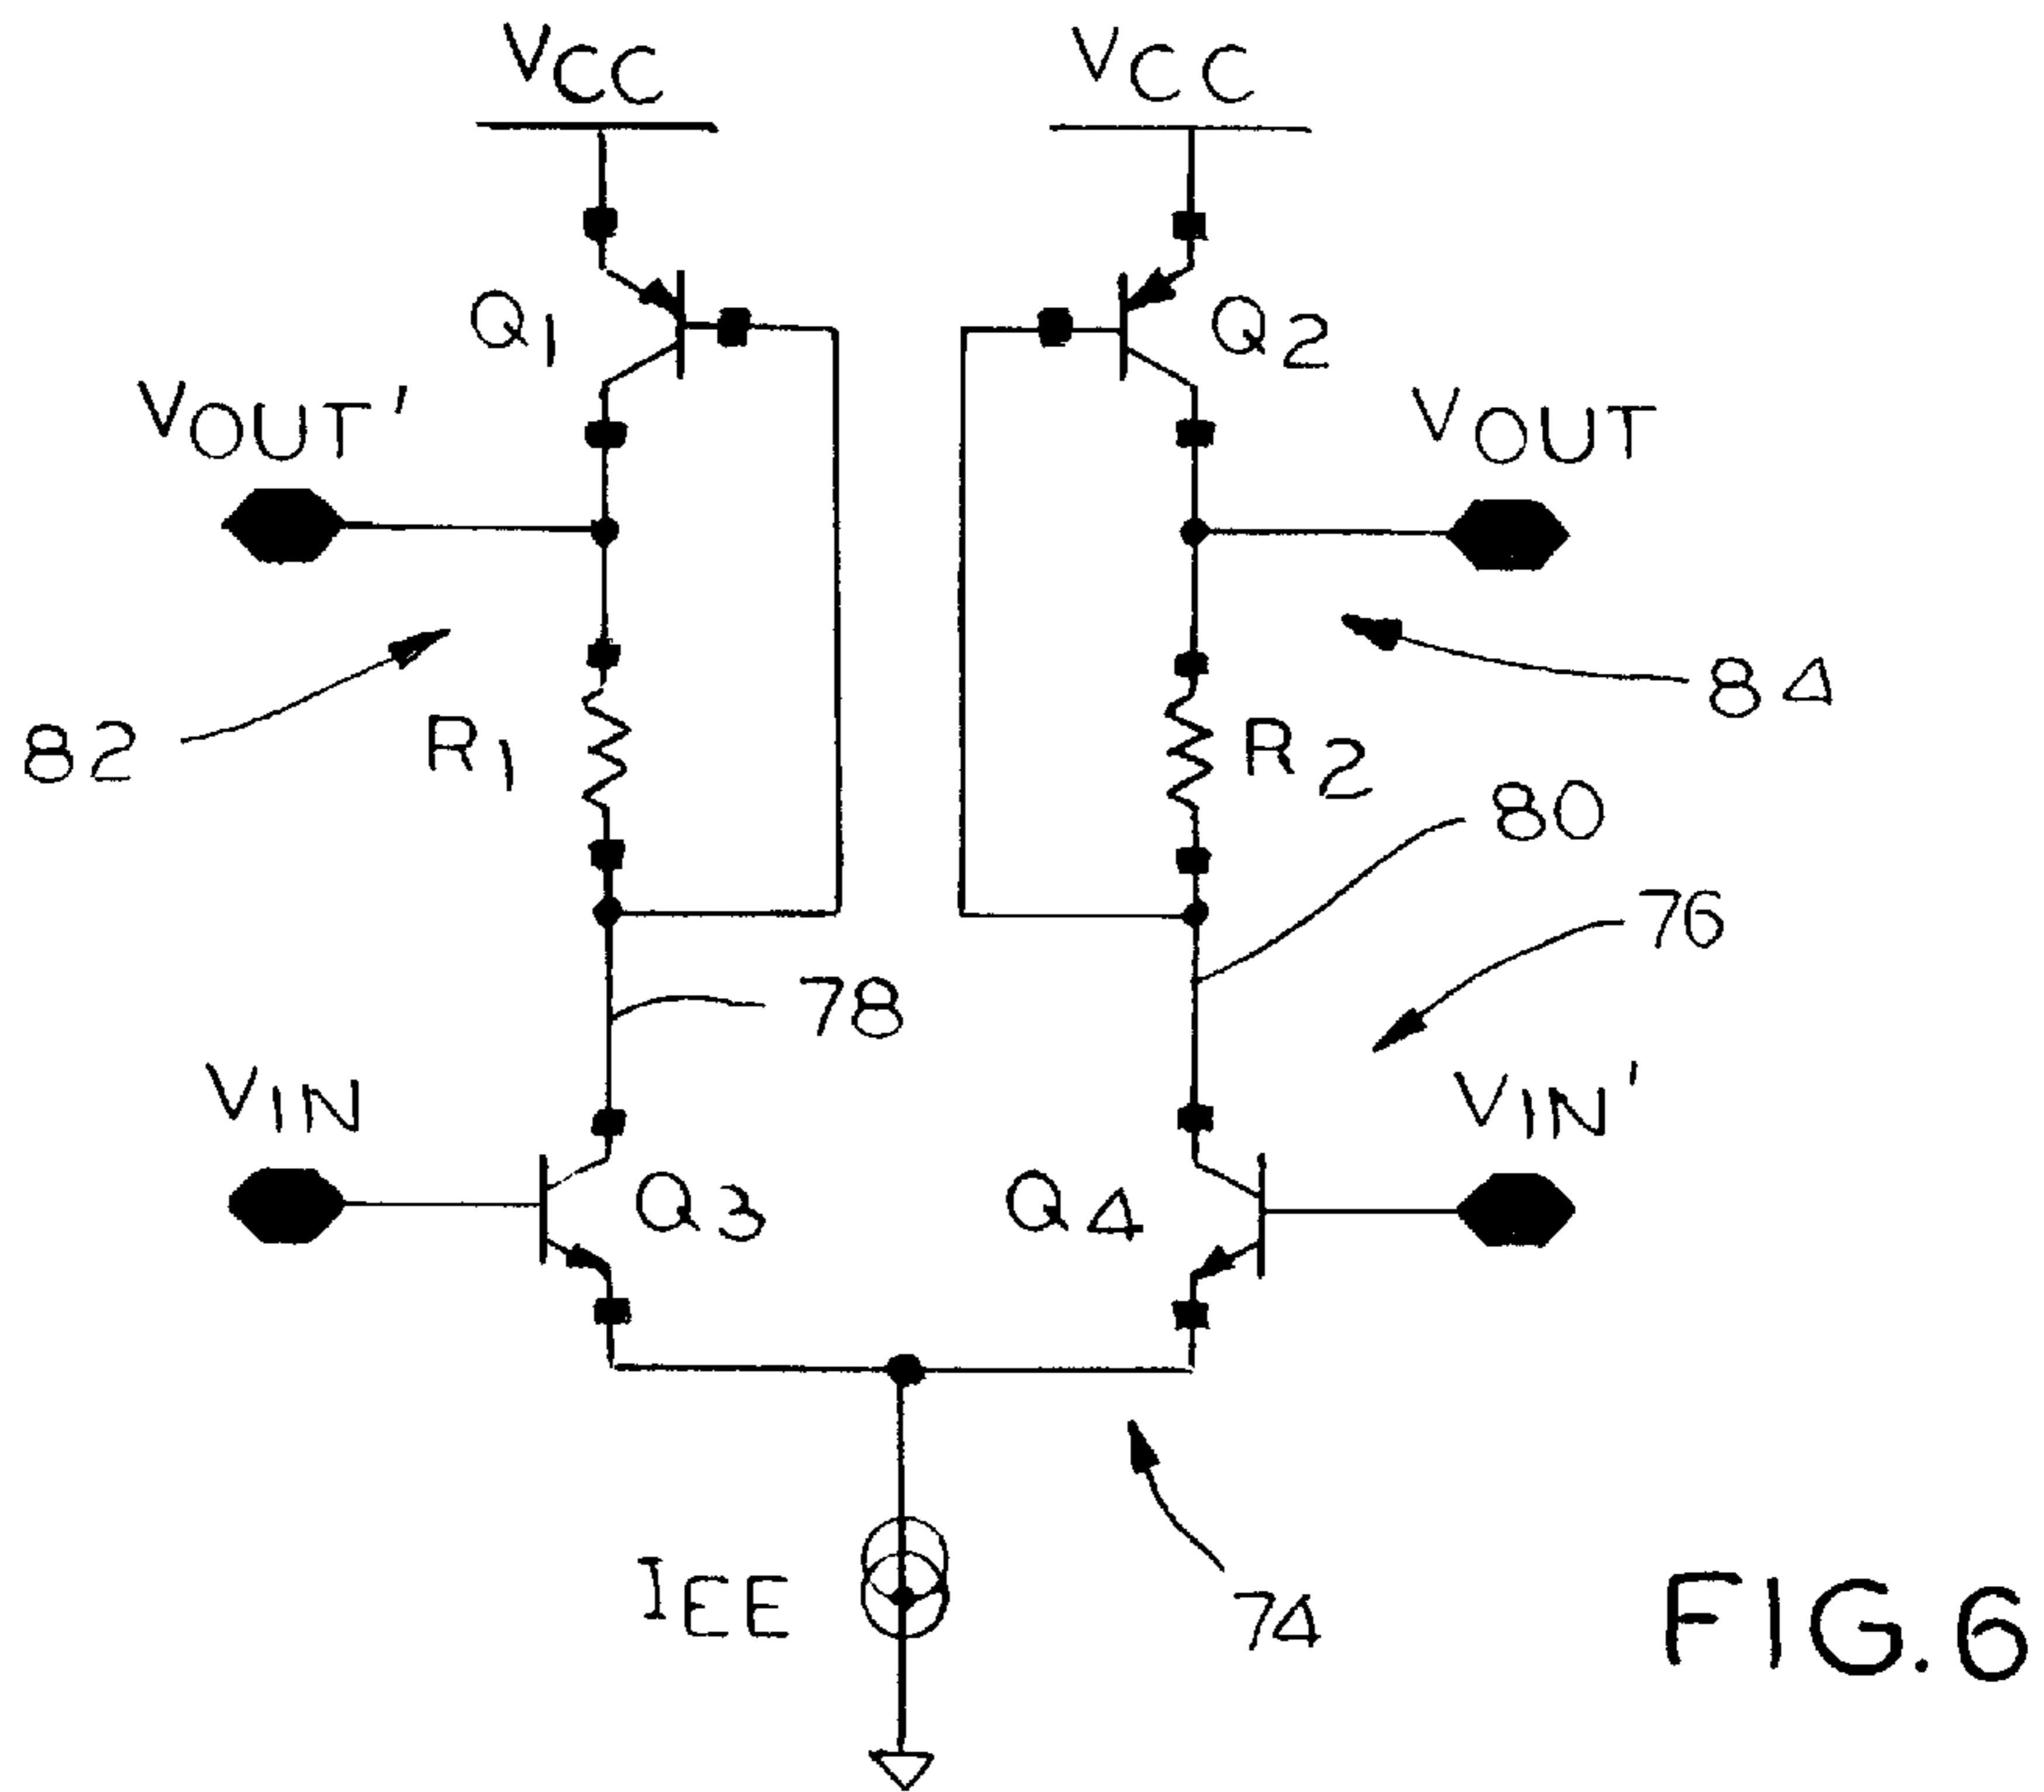 VCC VCC
Q1 Q2
VOUT' VOUT
82 R1 R2 84
80
76
78
VIN VIN'
Q3 Q4
IEE
74
FIG.6